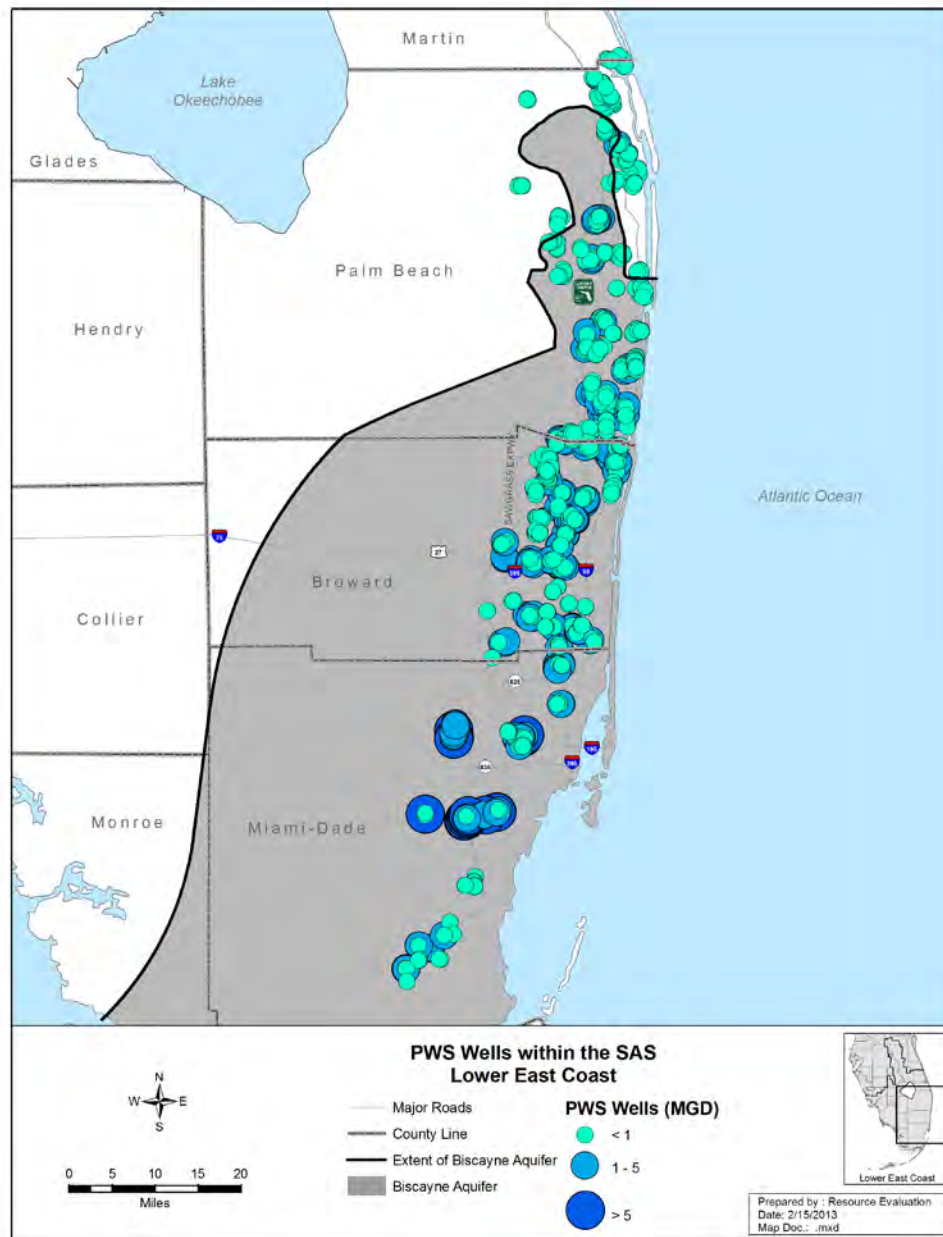 Martin
Lake
Okeechobee
Glades
Palm Beach
Hendry
SAWGRASS EXPWY
Atlantic Ocean
75
27
595
95
Broward
Collier
826
836
195
395
Monroe
Miami-Dade
PWS Wells within the SAS
Lower East Coast
N
W E
S
0 5 10 15 20
Miles
Major Roads
County Line
Extent of Biscayne Aquifer
Biscayne Aquifer
PWS Wells (MGD)
< 1
1 - 5
> 5
Lower East Coast
Prepared by : Resource Evaluation
Date: 2/15/2013
Map Doc.: .mxd